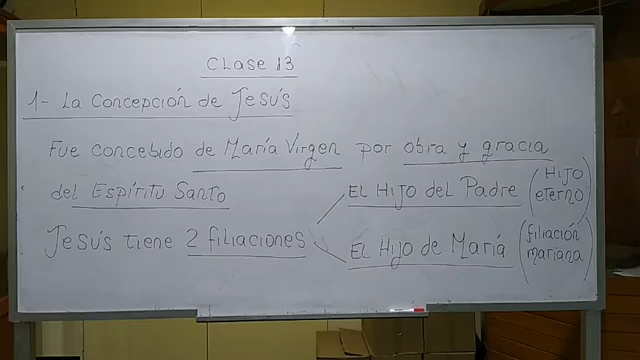 Clase 13
1- La Concepción de Jesús
Fue concebido de María Virgen por obra y gracia
del Espíritu Santo
Jesús tiene 2 filiaciones
El Hijo del Padre (Hijo eterno)
El Hijo de María (filiación mariana)